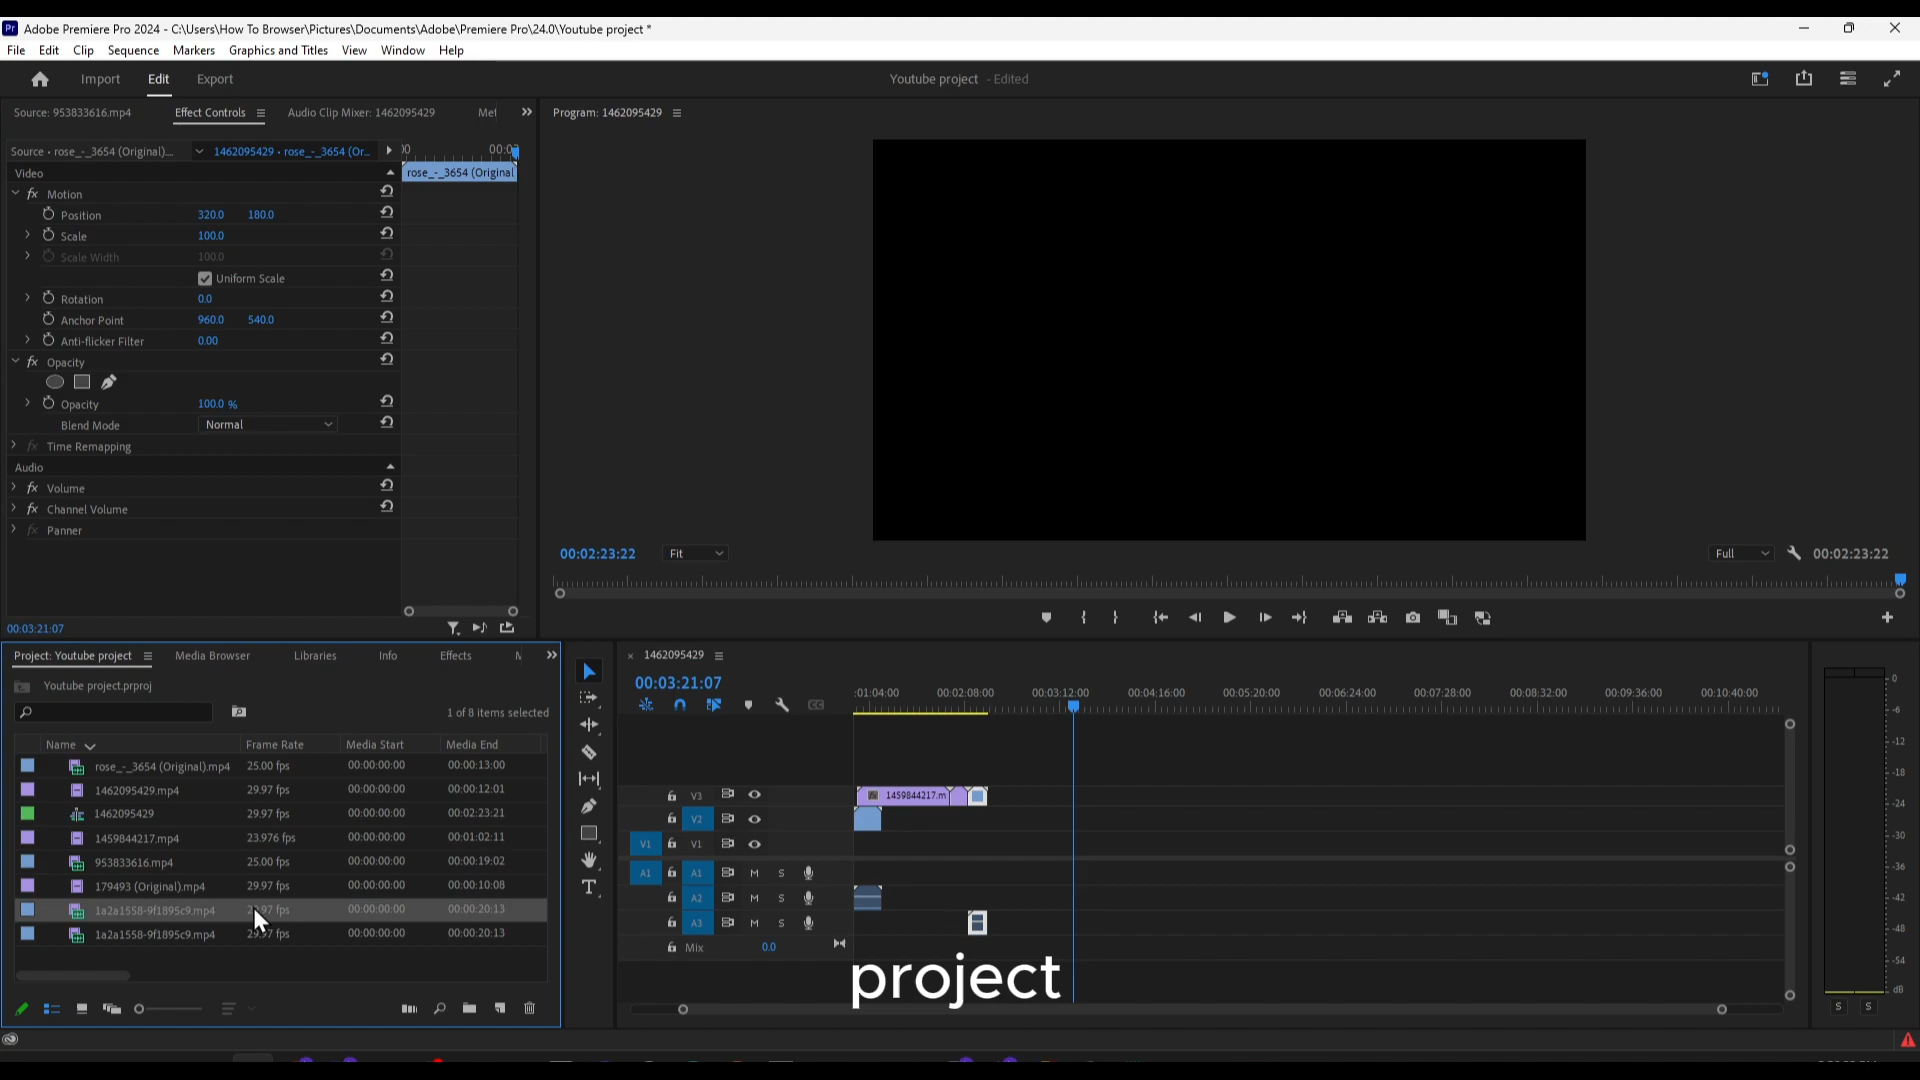 Pr Adobe Premiere Pro 2024 - C:\Users\How To Browser\Pictures\Documents\Adobe\Premiere Pro\24.0\Youtube project *
File Edit Clip Sequence Markers Graphics and Titles View Window Help
Import Edit Export
Youtube project - Edited
Source: 953833616.mp4 Effect Controls Audio Clip Mixer: 1462095429 Met
Program: 1462095429
Source • rose_-_3654 (Original)... 1462095429 • rose_-_3654 (Or...
Video
rose_-_3654 (Original
fx Motion
Position 320.0 180.0
Scale 100.0
Scale Width 100.0
Uniform Scale
Rotation 0.0
Anchor Point 960.0 540.0
Anti-flicker Filter 0.00
fx Opacity
Opacity 100.0 %
Blend Mode Normal
fx Time Remapping
Audio
fx Volume
fx Channel Volume
fx Panner
00:03:21:07
00:02:23:22 Fit Full 00:02:23:22
Project: Youtube project Media Browser Libraries Info Effects
Youtube project.prproj
1 of 8 items selected
Name Frame Rate Media Start Media End
rose_-_3654 (Original).mp4 25.00 fps 00:00:00:00 00:00:13:00
1462095429.mp4 29.97 fps 00:00:00:00 00:00:12:01
1462095429 29.97 fps 00:00:00:00 00:02:23:21
1459844217.mp4 23.976 fps 00:00:00:00 00:01:02:11
953833616.mp4 25.00 fps 00:00:00:00 00:00:19:02
179493 (Original).mp4 29.97 fps 00:00:00:00 00:00:10:08
1a2a1558-9f1895c9.mp4 fps 00:00:00:00 00:00:20:13
1a2a1558-9f1895c9.mp4 29.97 fps 00:00:00:00 00:00:20:13
1462095429
00:03:21:07
:01:04:00 00:02:08:00 00:03:12:00 00:04:16:00 00:05:20:00 00:06:24:00 00:07:28:00 00:08:32:00 00:09:36:00 00:10:40:00
V3 fx 1459844217.m
V2
V1 V1
A1 A1 M S
A2 M S
A3 M S
Mix 0.0
project
0
-6
-12
-18
-24
-30
-36
-42
-48
-54
dB
S S